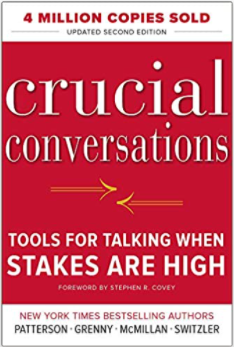 4 MILLION COPIES SOLD
UPDATED SECOND EDITION
crucial
conversations
TOOLS FOR TALKING WHEN
STAKES ARE HIGH
FOREWORD BY STEPHEN R. COVEY
NEW YORK TIMES BESTSELLING AUTHORS
PATTERSON · GRENNY · McMILLAN · SWITZLER